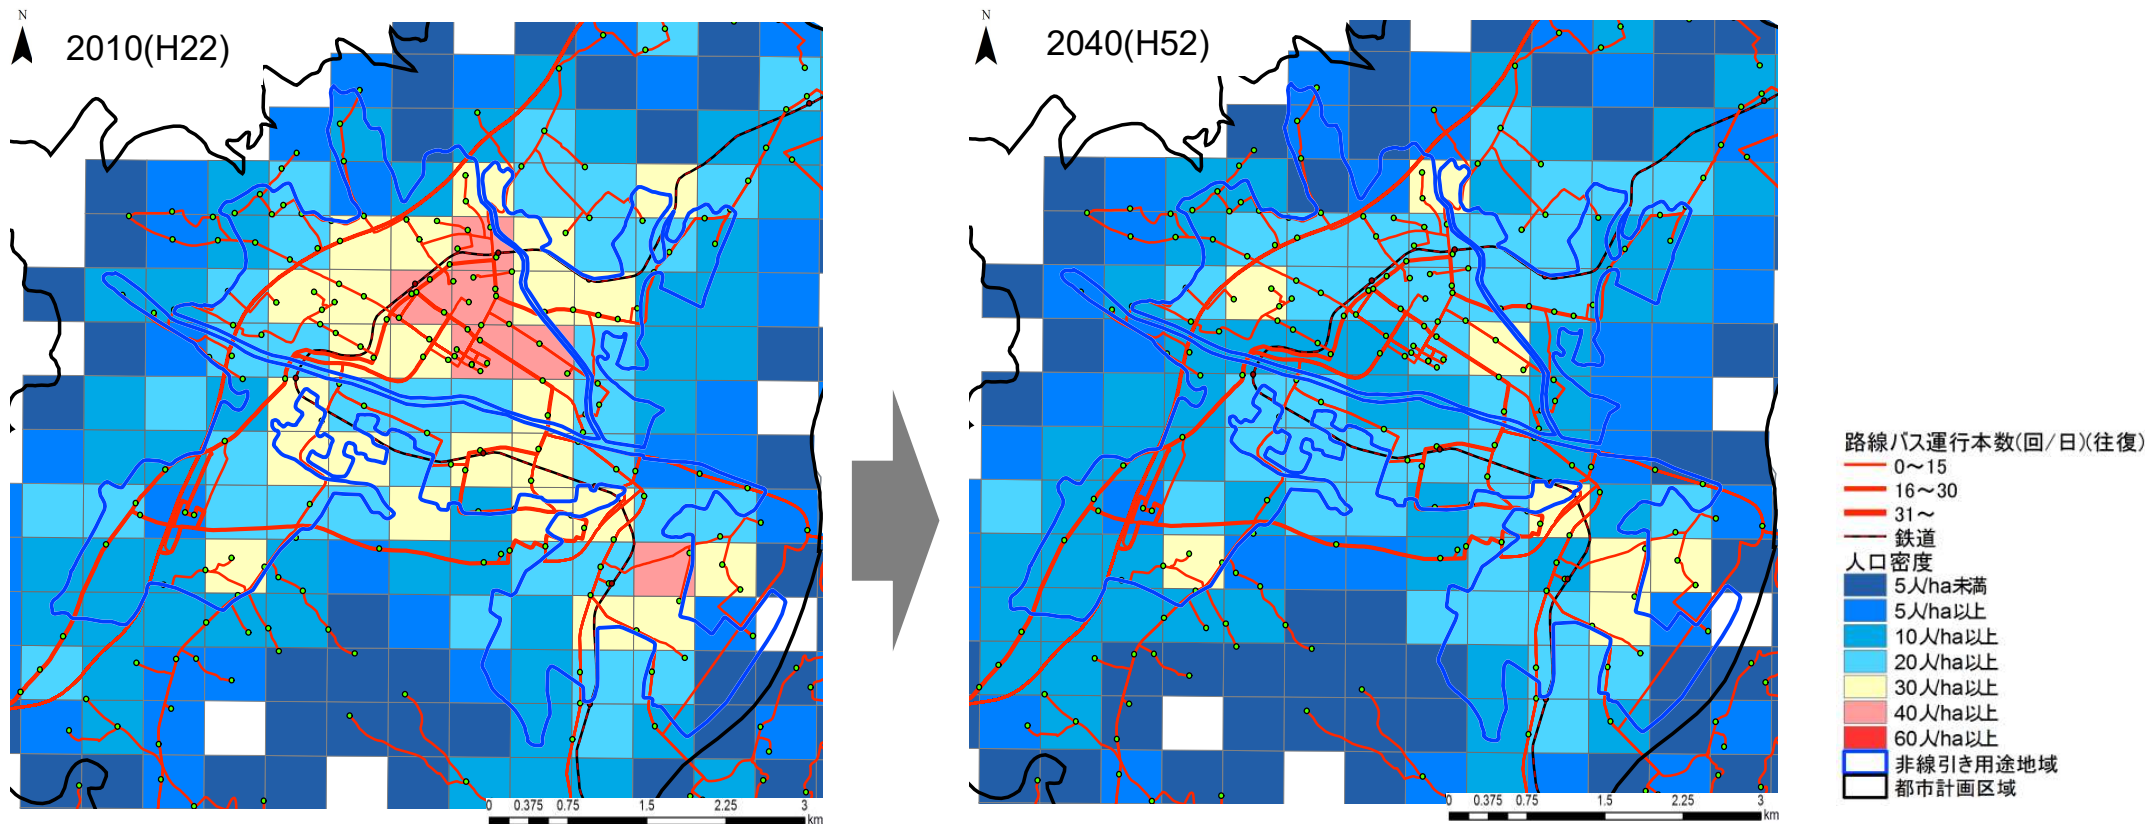 N
2010(H22)
0 0.375 0.75 1.5 2.25 3
km
N
2040(H52)
0 0.375 0.75 1.5 2.25 3
km
路線バス運行本数(回/日)(往復)
0～15
16～30
31～
鉄道
人口密度
5人/ha未満
5人/ha以上
10人/ha以上
20人/ha以上
30人/ha以上
40人/ha以上
60人/ha以上
非線引き用途地域
都市計画区域